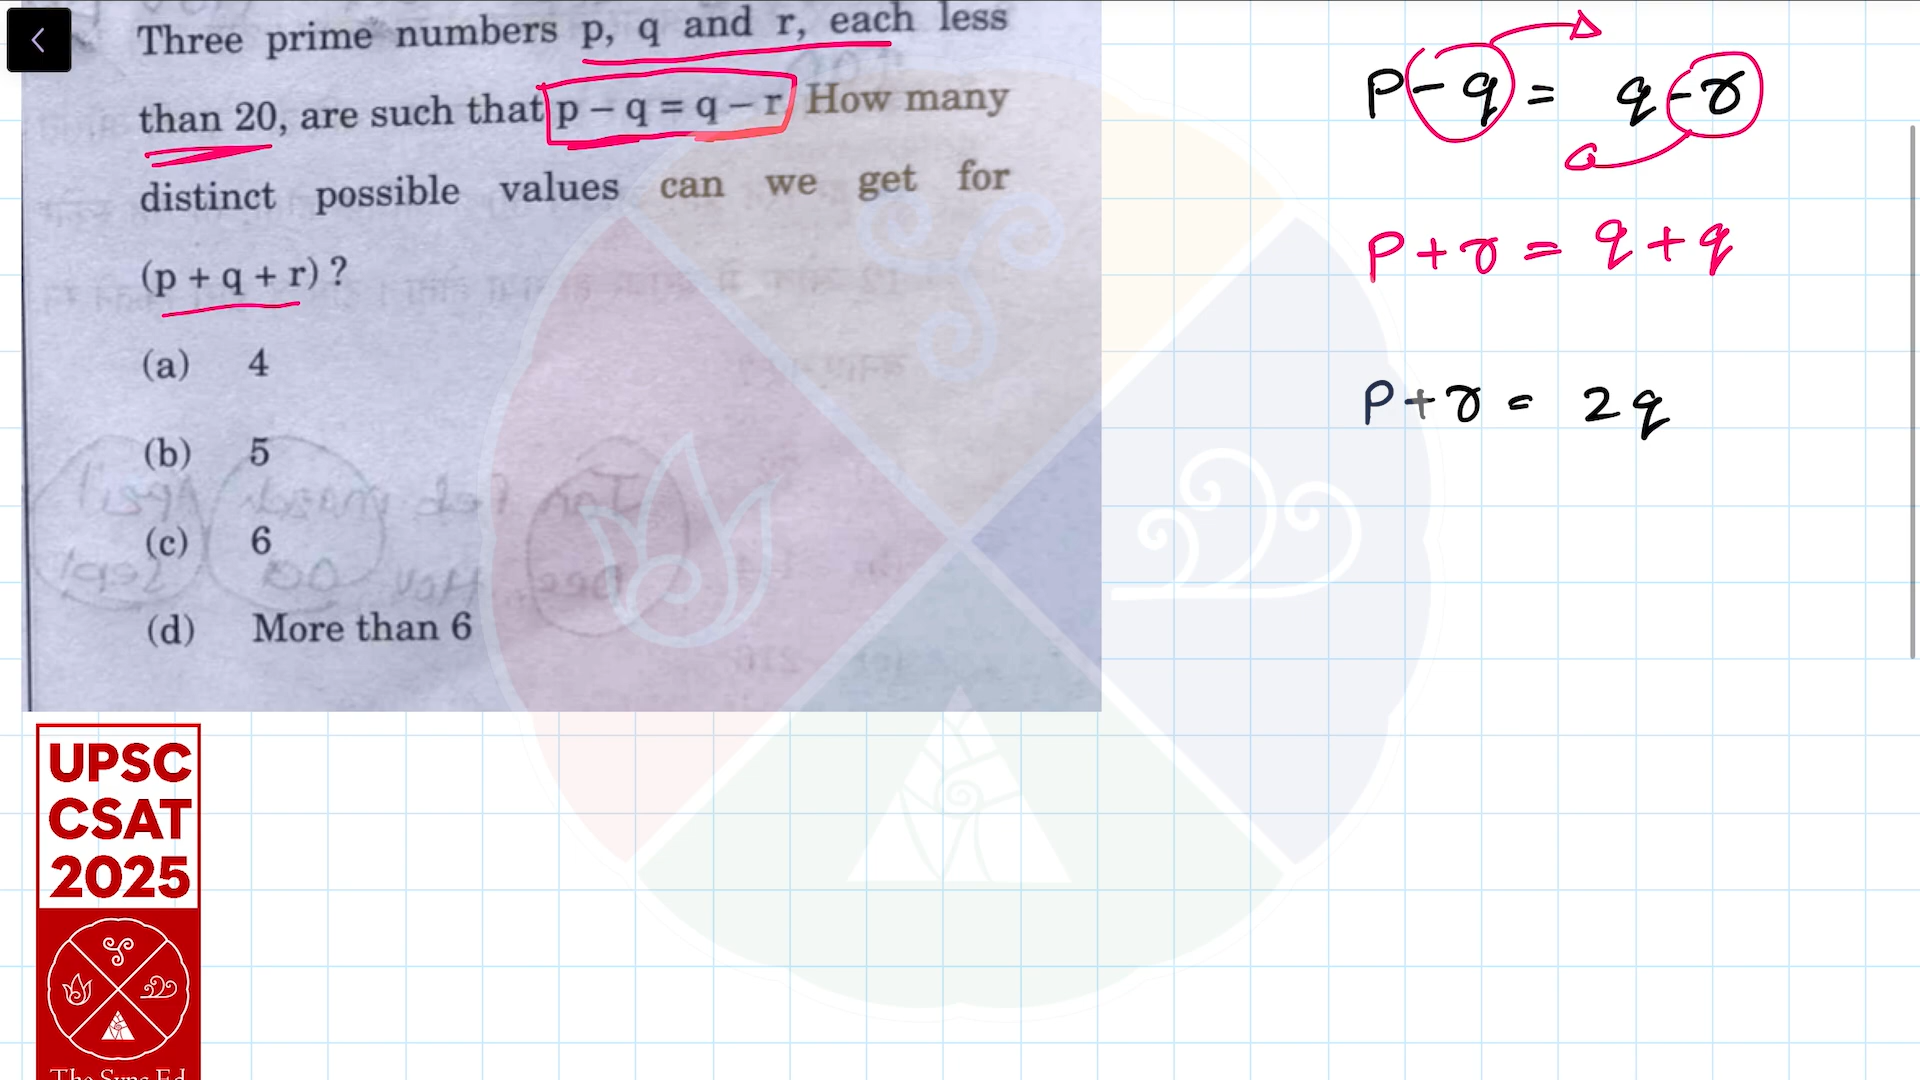 Three prime numbers p, q and r, each less
than 20, are such that p – q = q – r. How many
distinct possible values can we get for
(p + q + r) ?
(a) 4
(b) 5
(c) 6
(d) More than 6
P - q = q - r
P + r = q + q
P + r = 2q
UPSC
CSAT
2025